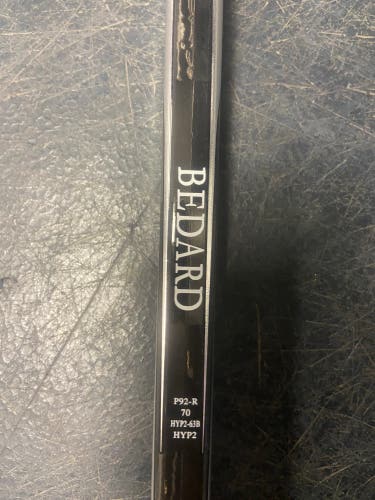 BEDARD
P92-R
70
HYP2-63B
HYP2